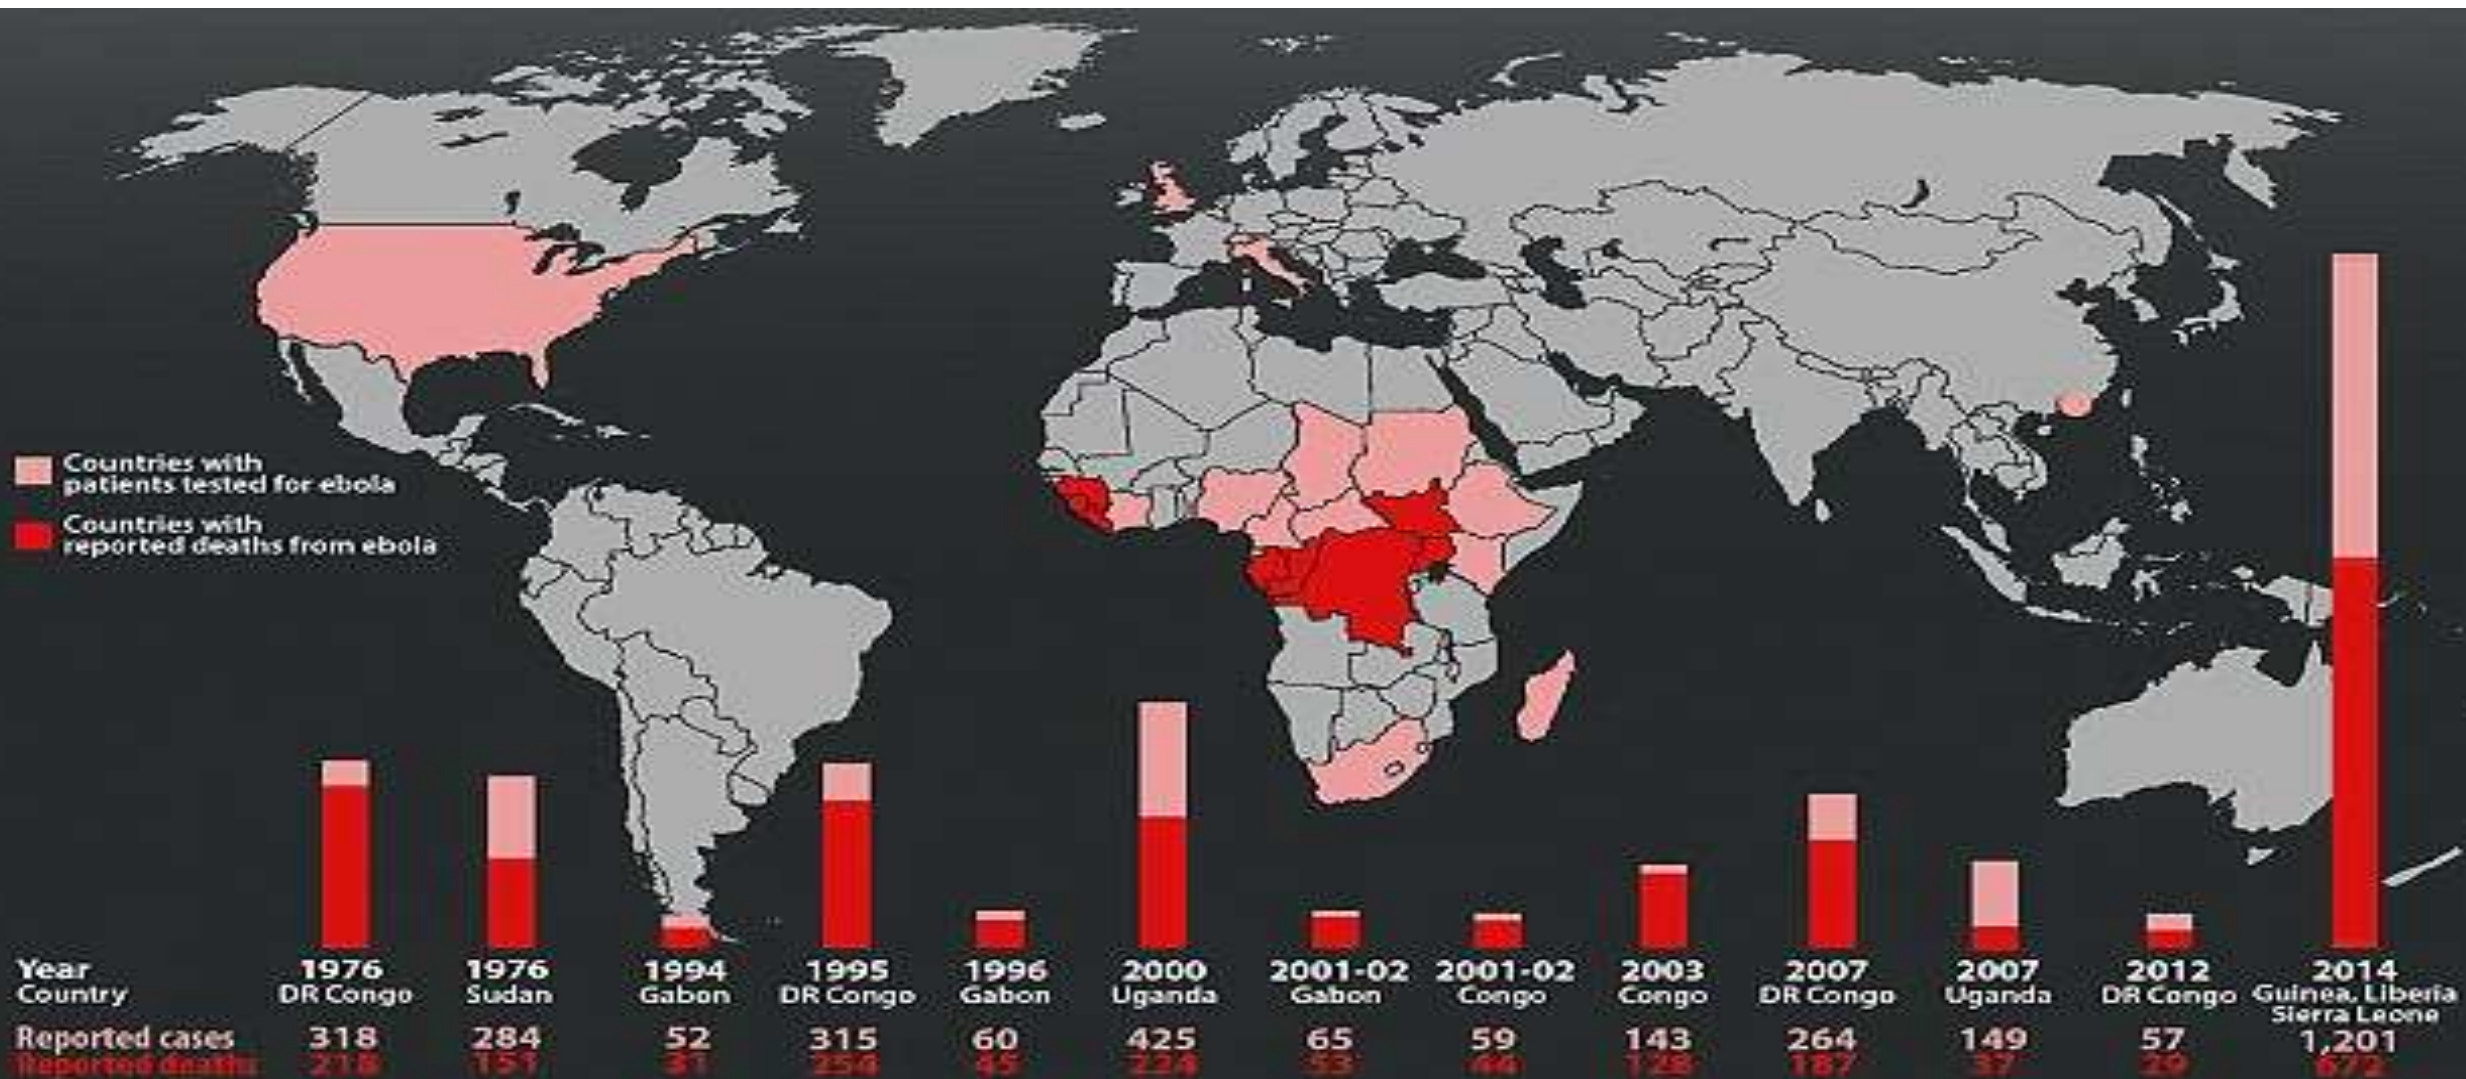 Countries with
patients tested for ebola
Countries with
reported deaths from ebola
Year 1976 1976 1994 1995 1996 2000 2001-02 2001-02 2003 2007 2007 2012 2014
Country DR Congo Sudan Gabon DR Congo Gabon Uganda Gabon Congo Congo DR Congo Uganda DR Congo Guinea, Liberia
Sierra Leone
Reported cases 318 284 52 315 60 425 65 59 143 264 149 57 1,201
Reported deaths 151 31 254 45 224 53 44 128 187 37 29 672